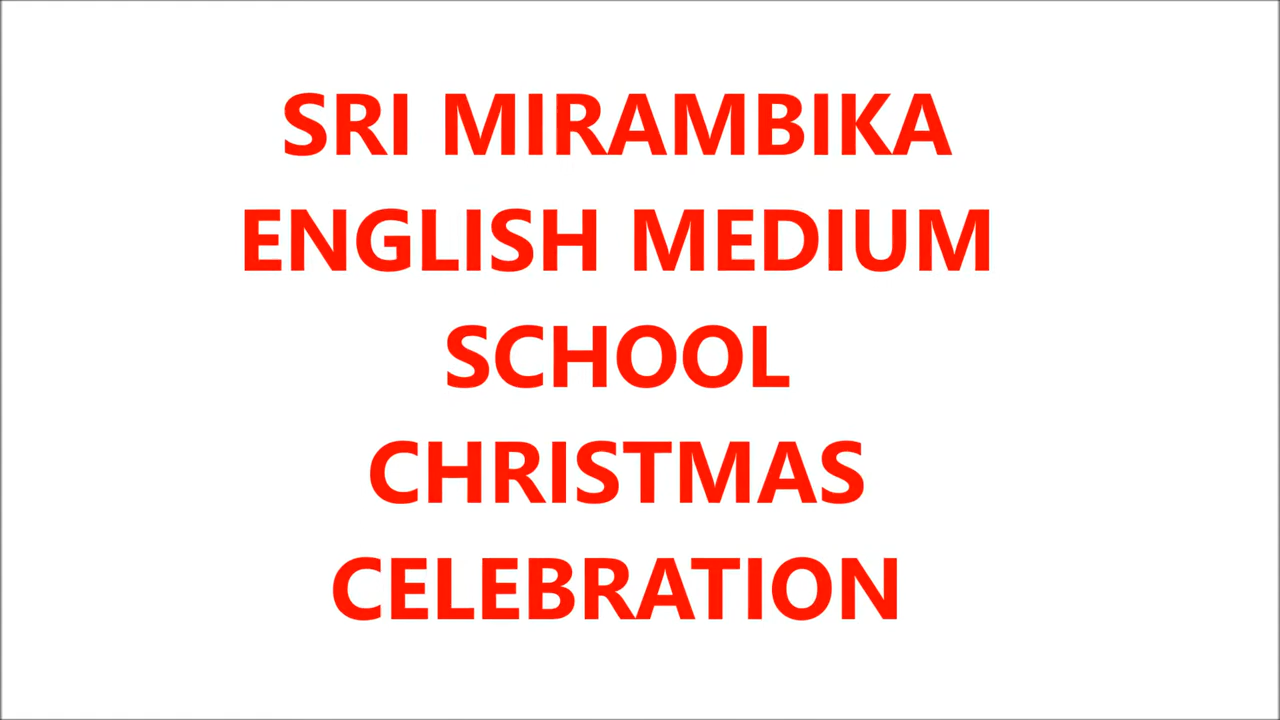 SRI MIRAMBIKA
ENGLISH MEDIUM
SCHOOL
CHRISTMAS
CELEBRATION